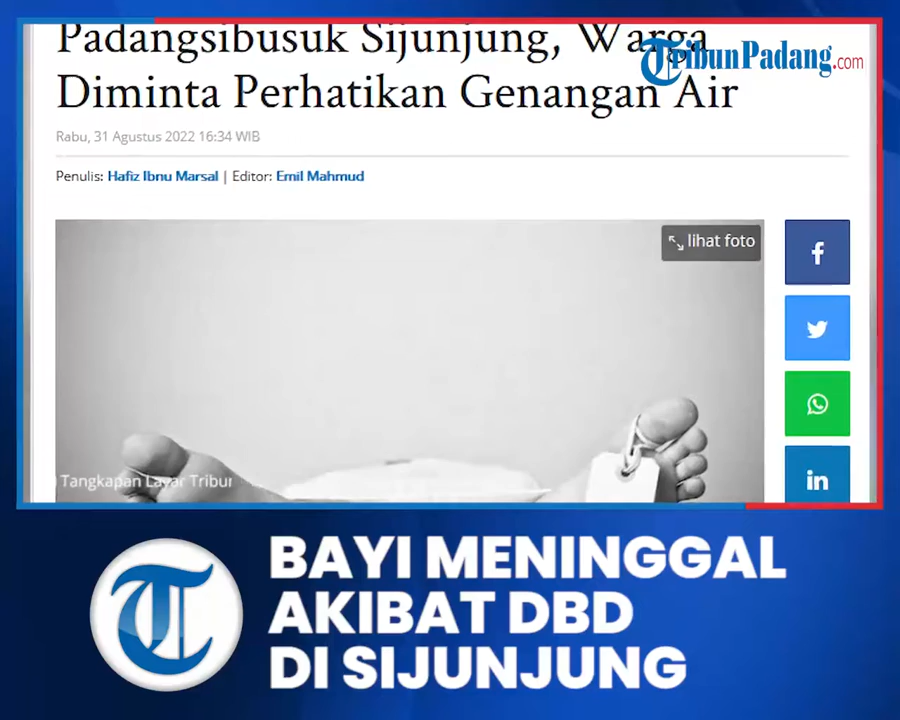 Padangsibusuk Sijunjung, Warga
TribunPadang.com
Diminta Perhatikan Genangan Air
Rabu, 31 Agustus 2022 16:34 WIB
Penulis: Hafiz Ibnu Marsal | Editor: Emil Mahmud
lihat foto
f
Tangkapan Layar Tribun
in
T
BAYI MENINGGAL
AKIBAT DBD
DI SIJUNJUNG